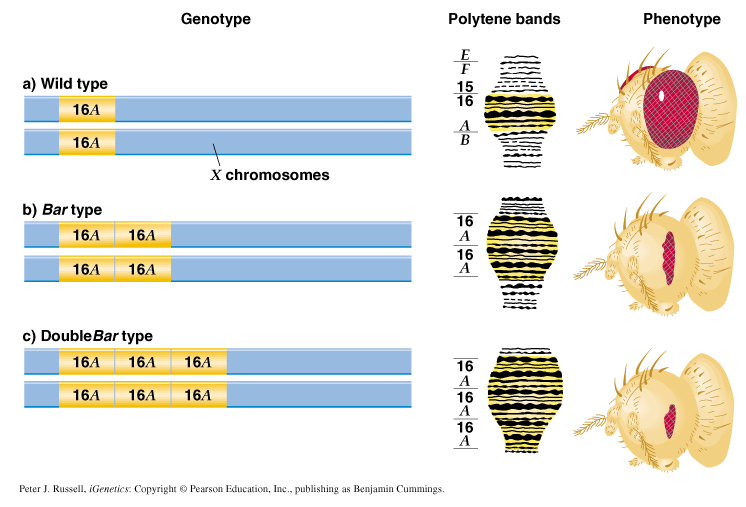 Genotype Polytene bands Phenotype
a) Wild type
16A
16A
X chromosomes
E
F
15
16
A
B
b) Bar type
16A 16A
16A 16A
16
A
16
A
c) DoubleBar type
16A 16A 16A
16A 16A 16A
16
A
16
A
16
A
Peter J. Russell, iGenetics: Copyright © Pearson Education, Inc., publishing as Benjamin Cummings.